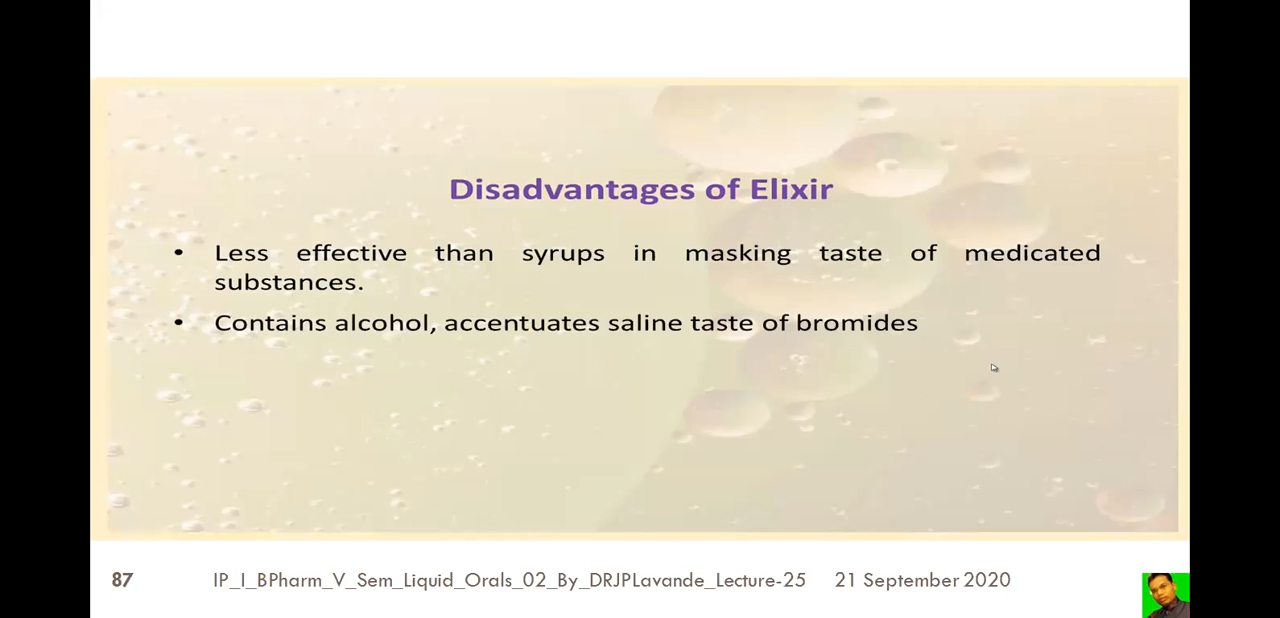 Disadvantages of Elixir
• Less effective than syrups in masking taste of medicated
substances.
• Contains alcohol, accentuates saline taste of bromides
87 IP_I_BPharm_V_Sem_Liquid_Orals_02_By_DRJPLavande_Lecture-25 21 September 2020